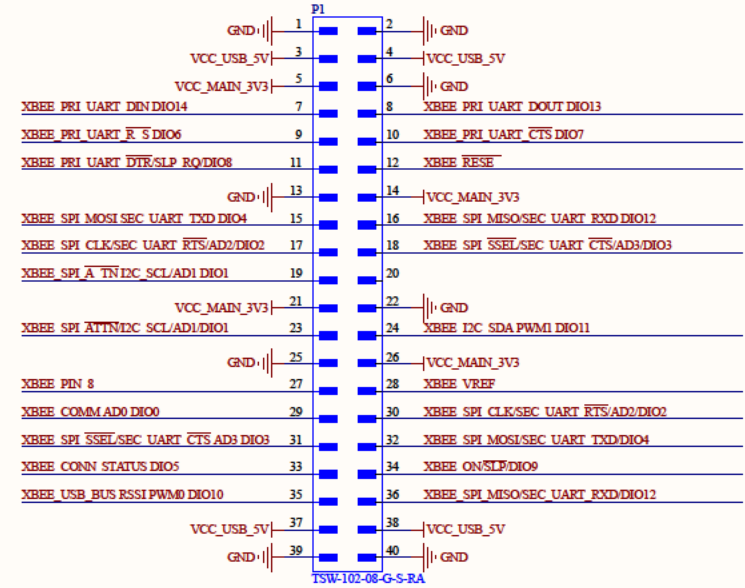 P1
GND 1 2 GND
VCC_USB_5V 3 4 VCC_USB_5V
VCC_MAIN_3V3 5 6 GND
XBEE PRI UART DIN DIO14 7 8 XBEE PRI UART DOUT DIO13
XBEE_PRI_UART_R S DIO6 9 10 XBEE_PRI_UART_CTS DIO7
XBEE PRI UART DTR/SLP RQ/DIO8 11 12 XBEE RESE
GND 13 14 VCC_MAIN_3V3
XBEE SPI MOSI SEC UART TXD DIO4 15 16 XBEE SPI MISO/SEC UART RXD DIO12
XBEE SPI CLK/SEC UART RTS/AD2/DIO2 17 18 XBEE SPI SSEL/SEC UART CTS/AD3/DIO3
XBEE_SPI_A TN I2C_SCL/AD1 DIO1 19 20
VCC_MAIN_3V3 21 22 GND
XBEE SPI ATTN/I2C SCL/AD1/DIO1 23 24 XBEE I2C SDA PWM1 DIO11
GND 25 26 VCC_MAIN_3V3
XBEE PIN 8 27 28 XBEE VREF
XBEE COMM AD0 DIO0 29 30 XBEE SPI CLK/SEC UART RTS/AD2/DIO2
XBEE SPI SSEL/SEC UART CTS AD3 DIO3 31 32 XBEE SPI MOSI/SEC UART TXD/DIO4
XBEE CONN STATUS DIO5 33 34 XBEE ON/SLP/DIO9
XBEE_USB_BUS RSSI PWM0 DIO10 35 36 XBEE_SPI_MISO/SEC_UART_RXD/DIO12
VCC_USB_5V 37 38 VCC_USB_5V
GND 39 40 GND
TSW-102-08-G-S-RA